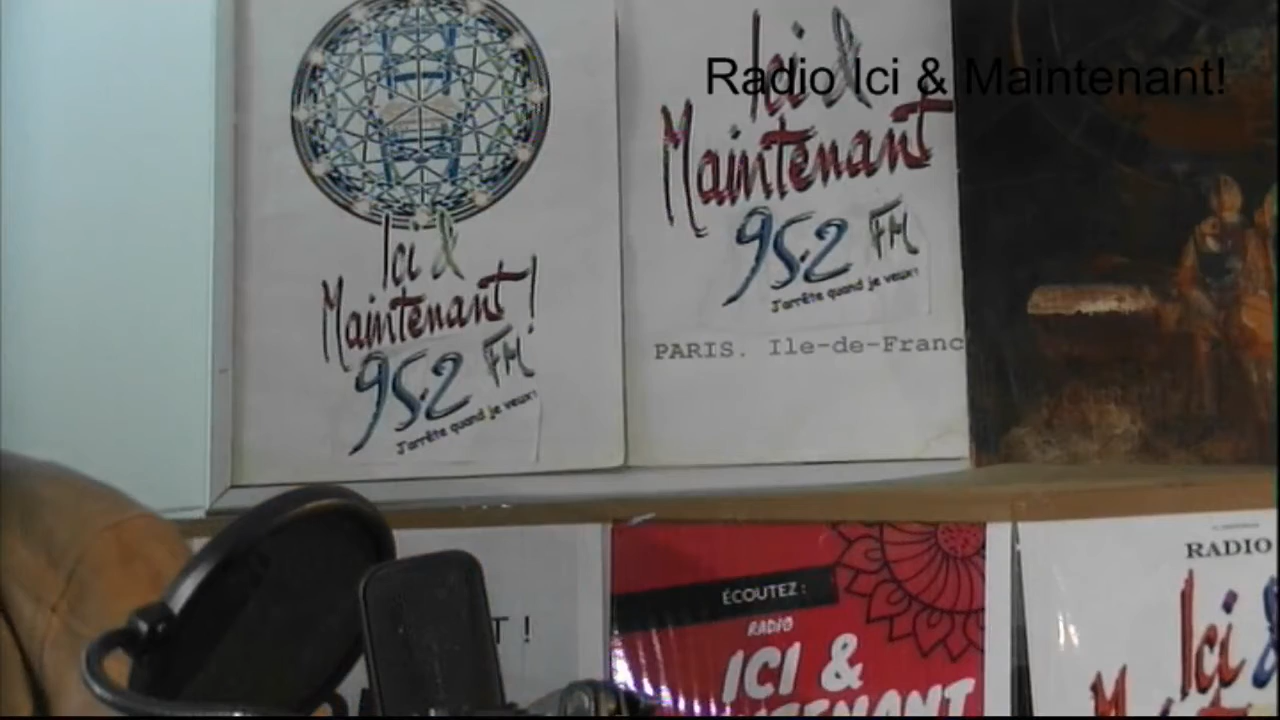 Radio Ici & Maintenant!
Ici &
Maintenant !
95.2 FM
J'arrête quand je veux !
Ici &
Maintenant
95.2 FM
J'arrête quand je veux !
PARIS. Ile-de-Franc
T !
ÉCOUTEZ :
RADIO
ICI &
MAINTENANT
RADIO
Ici &